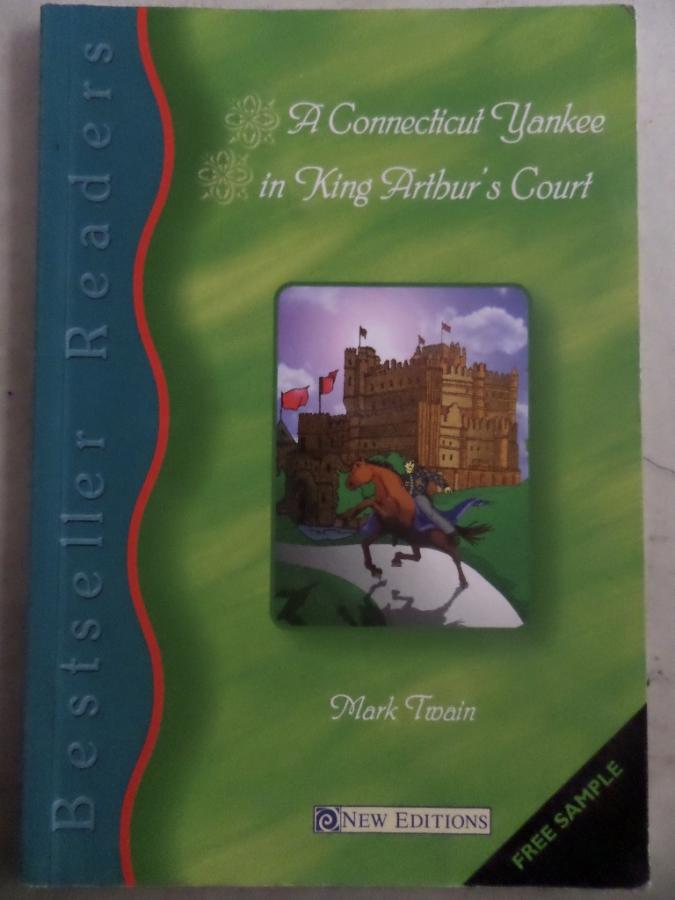 Bestseller Readers
A Connecticut Yankee
in King Arthur's Court
Mark Twain
NEW EDITIONS
FREE SAMPLE